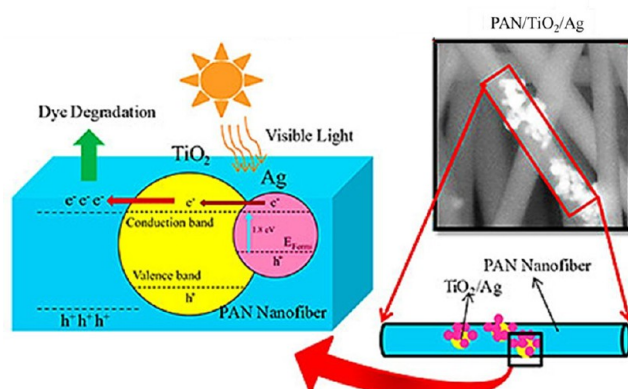 PAN/TiO₂/Ag
Dye Degradation
Visible Light
TiO₂
Ag
e⁻ e⁻ e⁻
e⁻
e⁻
Conduction band
1.8 eV
E_Fermi
h⁺
Valence band
h⁺
PAN Nanofiber
h⁺ h⁺ h⁺
PAN Nanofiber
TiO₂/Ag